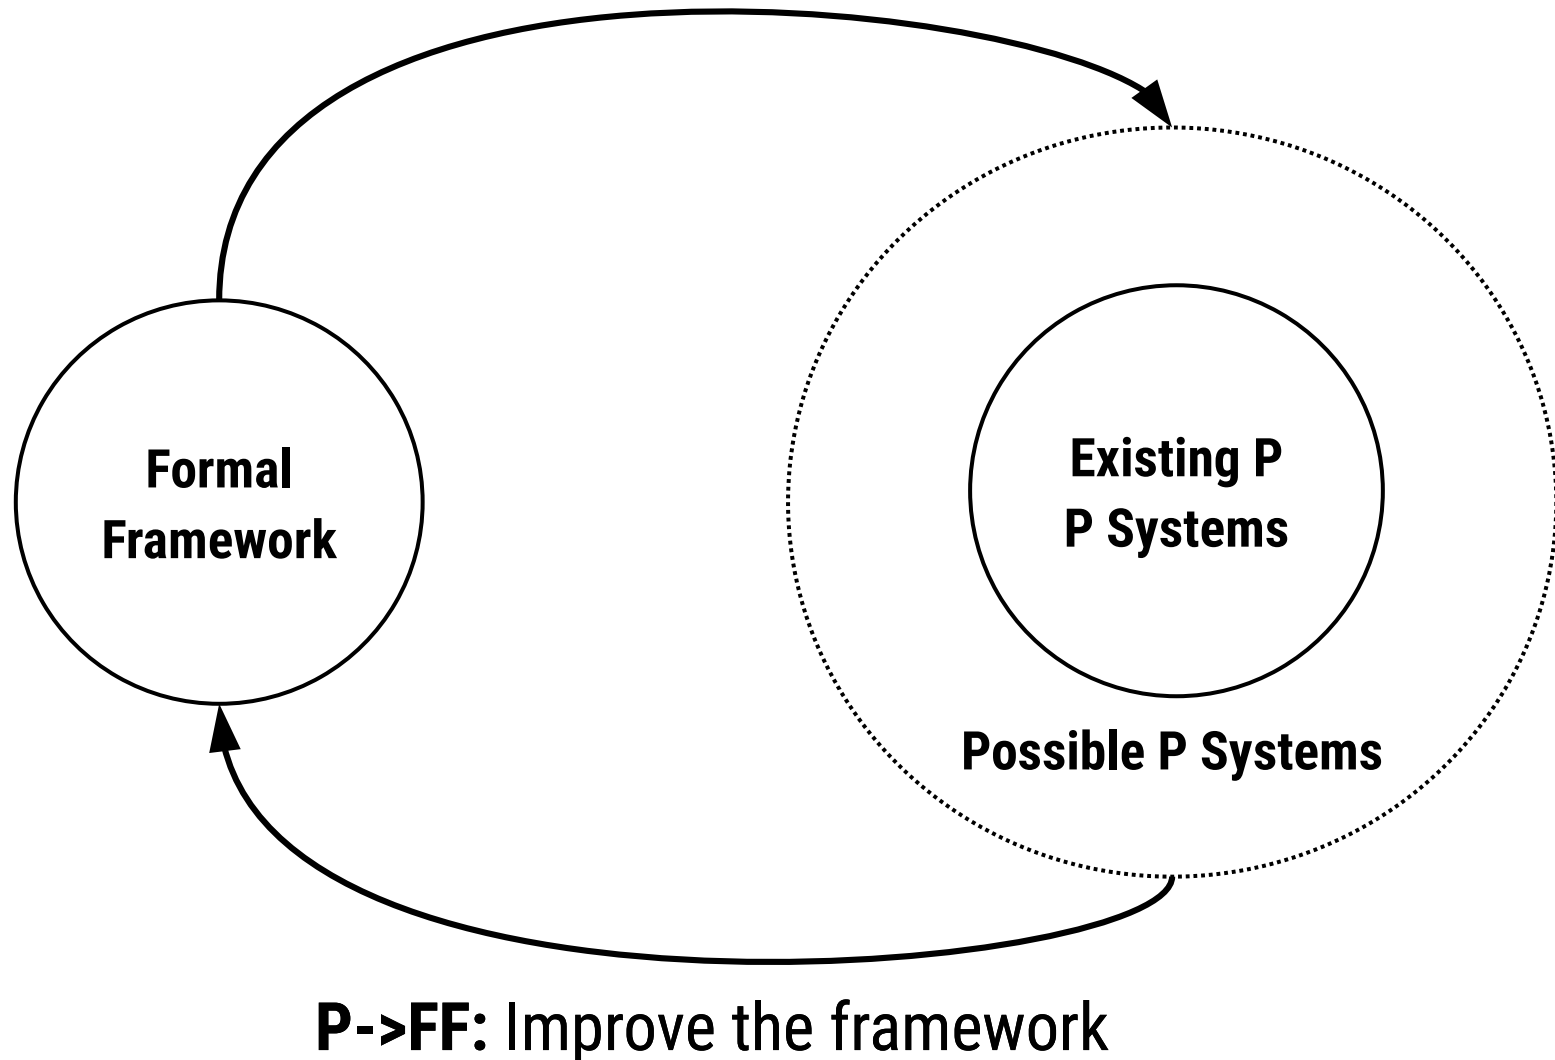 Formal
Framework
Existing P
P Systems
Possible P Systems
P->FF: Improve the framework